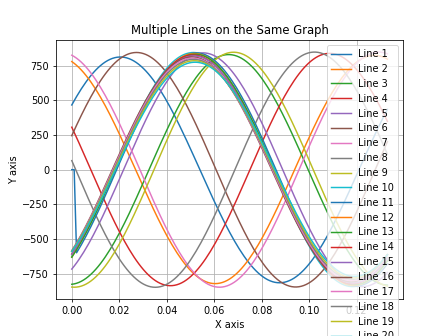 Multiple Lines on the Same Graph
Y axis
750
500
250
0
−250
−500
−750
0.00
0.02
0.04
0.06
0.08
0.10
X axis
Line 1
Line 2
Line 3
Line 4
Line 5
Line 6
Line 7
Line 8
Line 9
Line 10
Line 11
Line 12
Line 13
Line 14
Line 15
Line 16
Line 17
Line 18
Line 19
Line 20